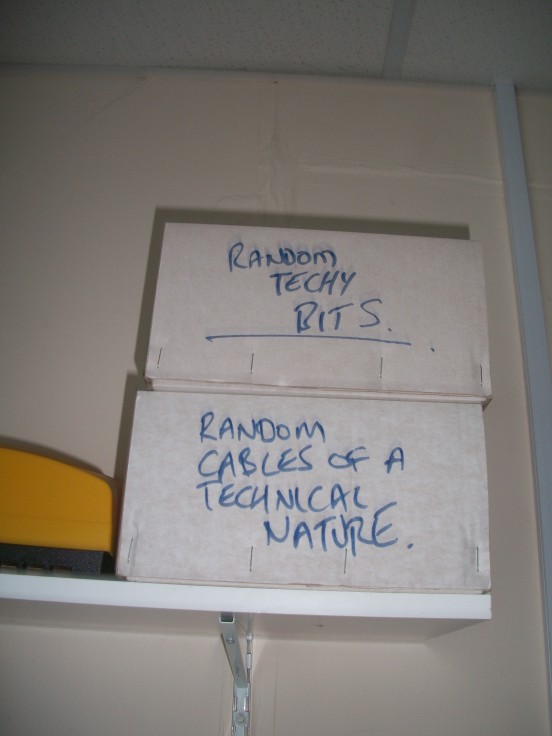 RANDOM
TECHY
BITS.
RANDOM
CABLES OF A
TECHNICAL
NATURE.